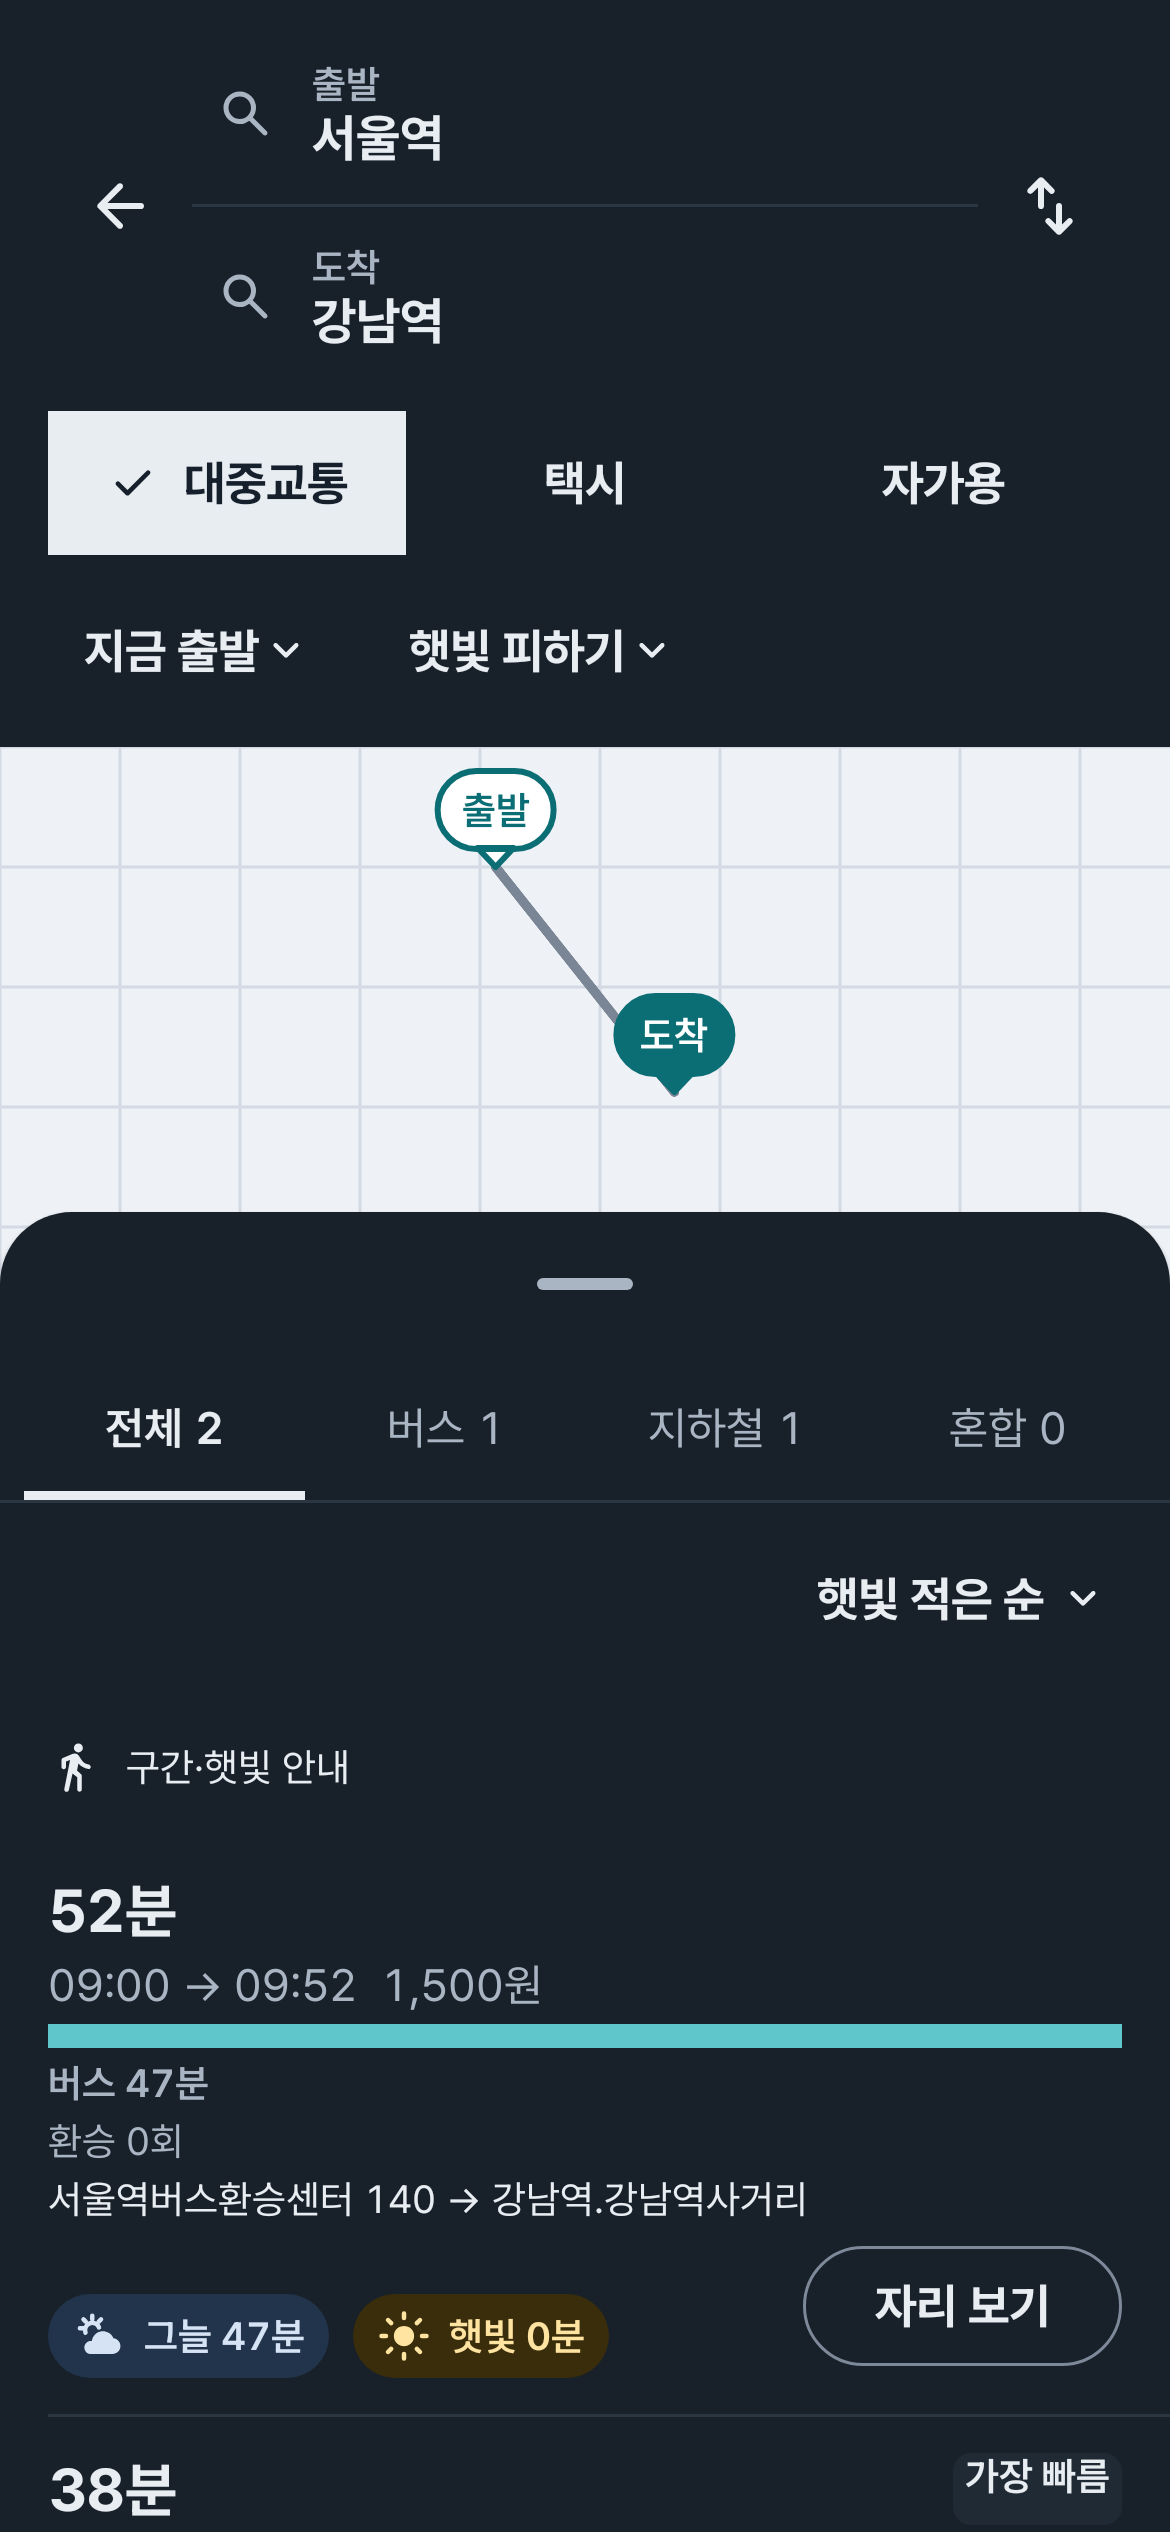 출발
서울역
도착
강남역
대중교통 택시 자가용
지금 출발 햇빛 피하기
출발
도착
전체 2 버스 1 지하철 1 혼합 0
햇빛 적은 순
구간·햇빛 안내
52분
09:00 → 09:52 1,500원
버스 47분
환승 0회
서울역버스환승센터 140 → 강남역.강남역사거리
자리 보기
그늘 47분 햇빛 0분
38분 가장 빠름